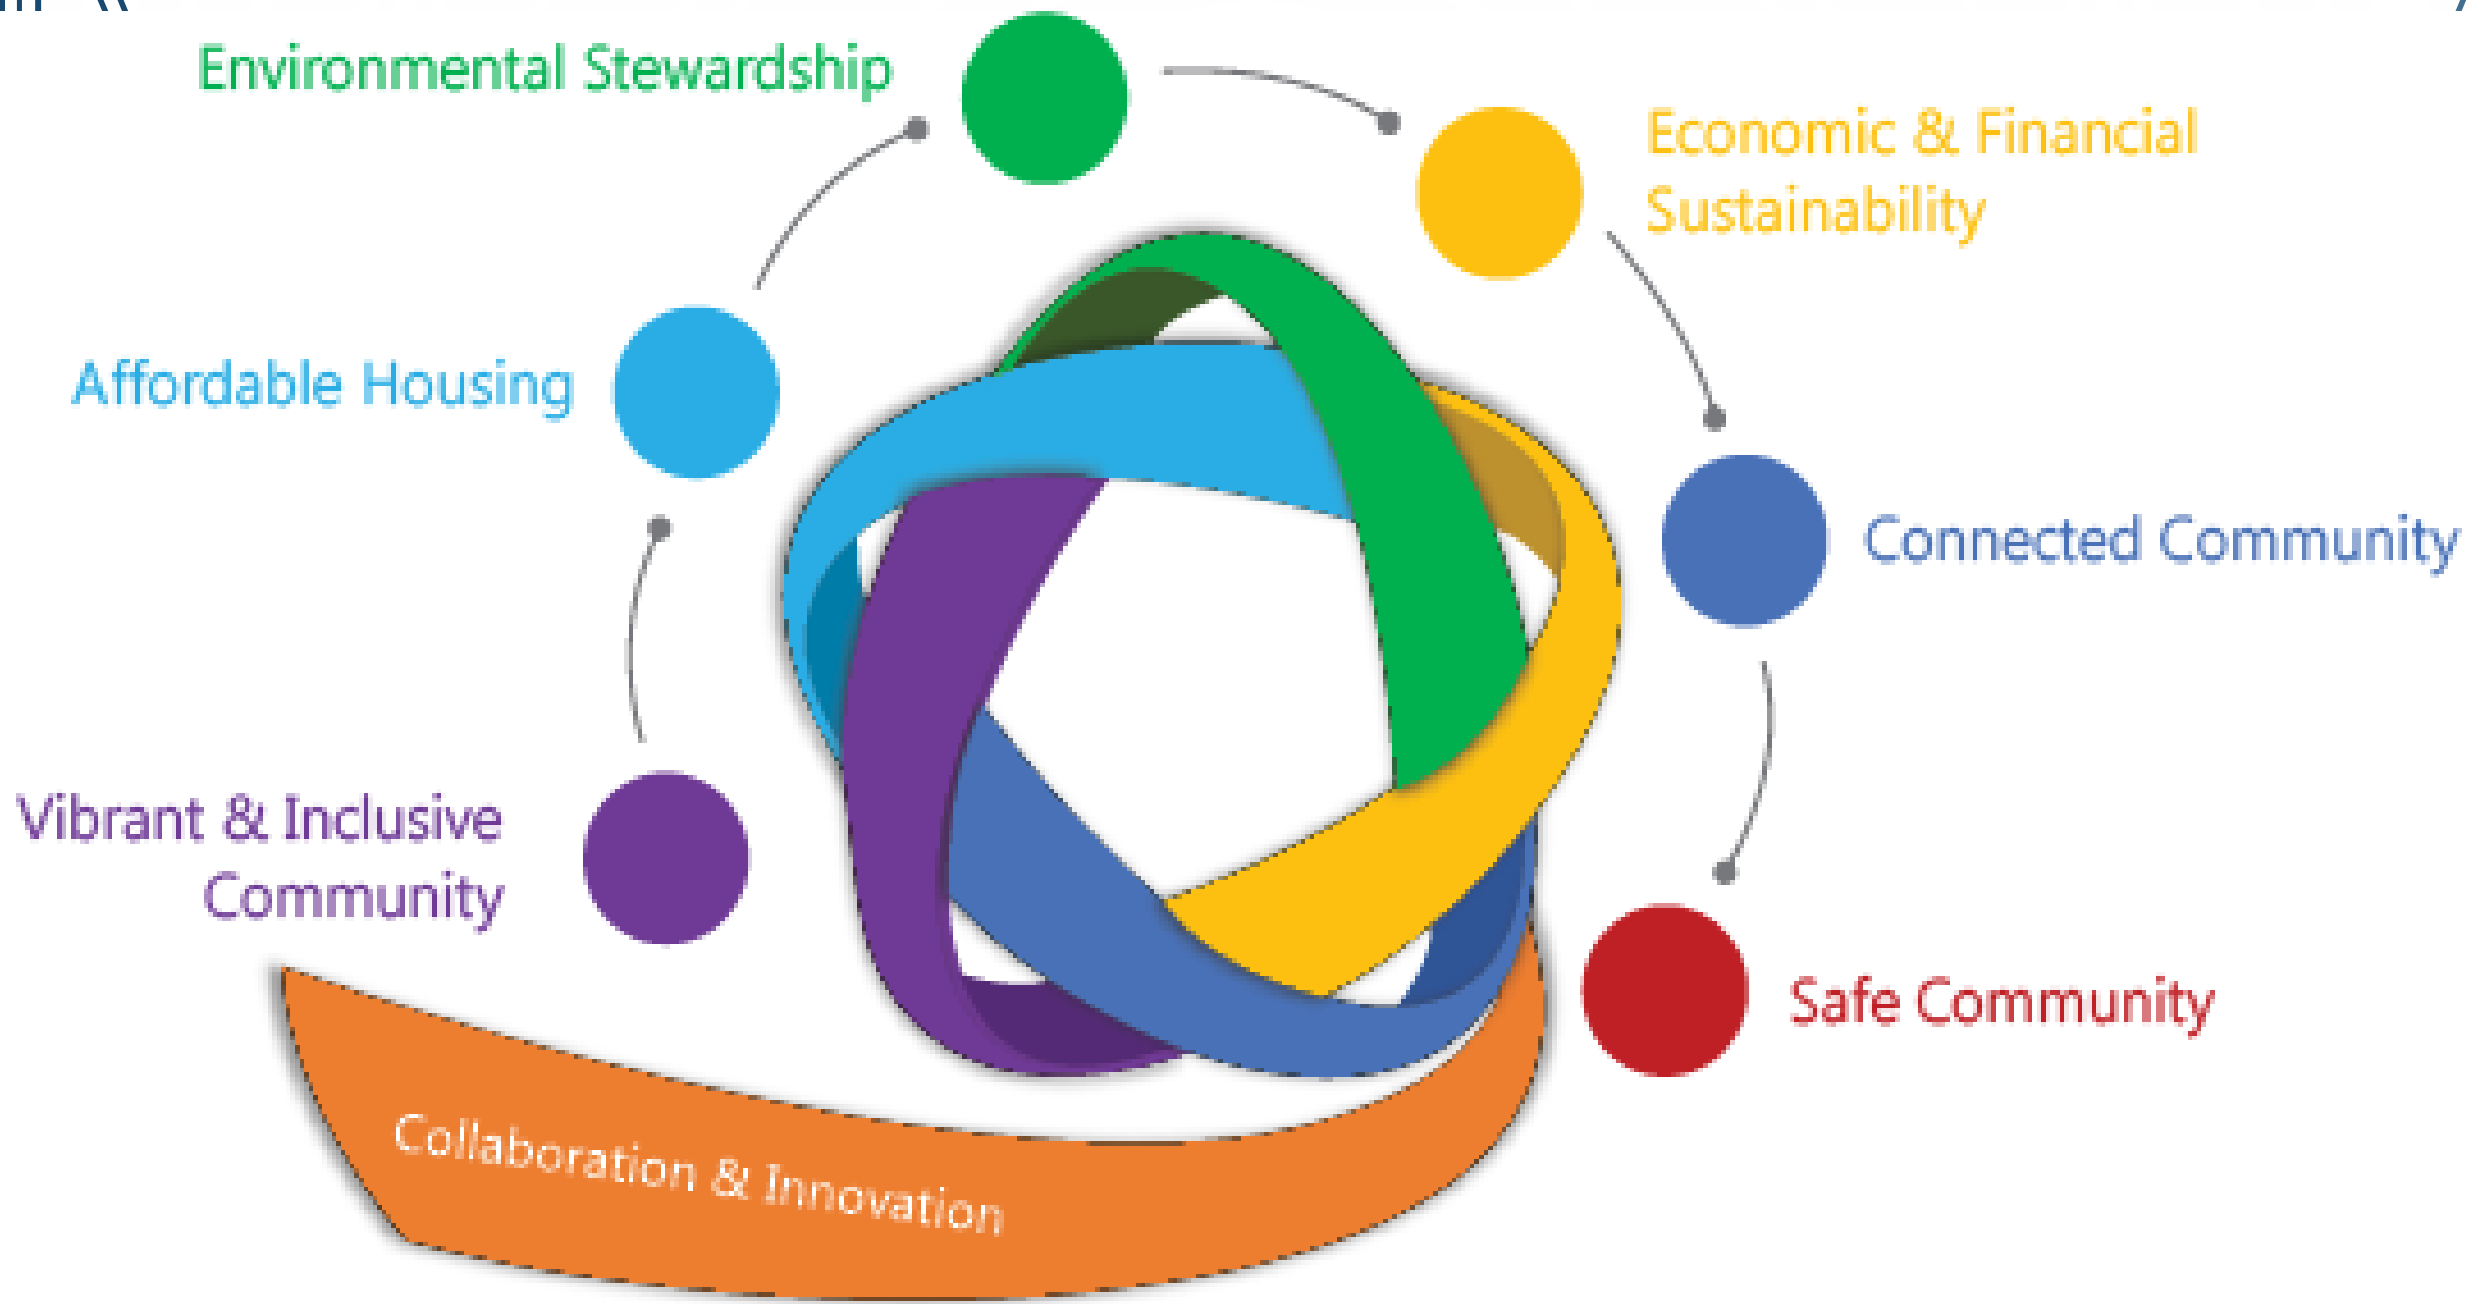 Environmental Stewardship
Economic & Financial
Sustainability
Affordable Housing
Connected Community
Vibrant & Inclusive
Community
Safe Community
Collaboration & Innovation